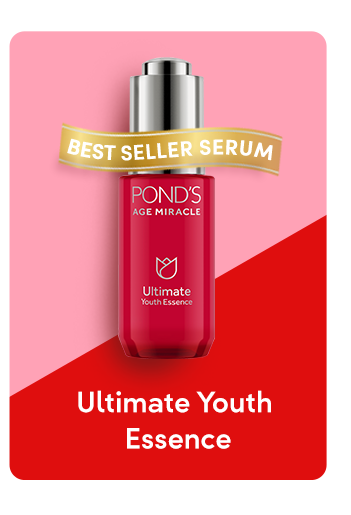 BEST SELLER SERUM
POND'S
AGE MIRACLE
Ultimate
Youth Essence
Ultimate Youth
Essence